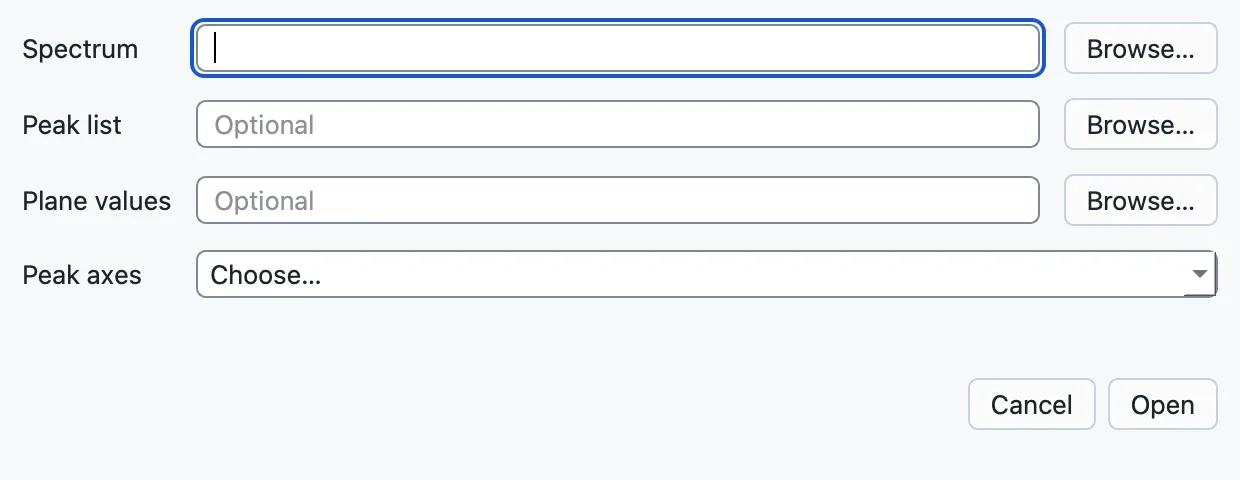 Spectrum Browse...
Peak list Optional Browse...
Plane values Optional Browse...
Peak axes Choose...
Cancel Open